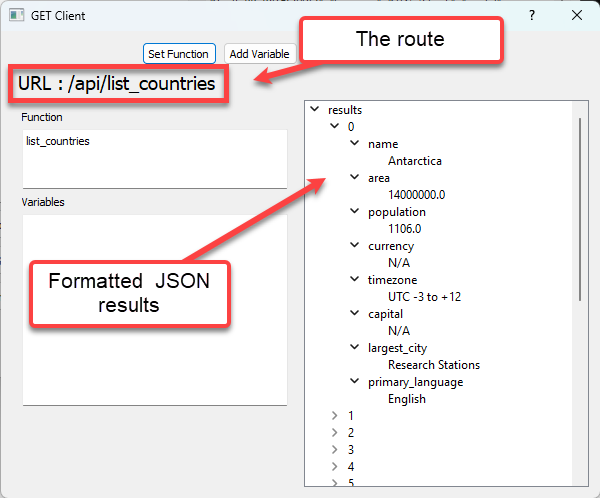 GET Client
?
Set Function
Add Variable
The route
URL : /api/list_countries
Function
list_countries
Variables
Formatted JSON
results
results
0
name
Antarctica
area
14000000.0
population
1106.0
currency
N/A
timezone
UTC -3 to +12
capital
N/A
largest_city
Research Stations
primary_language
English
1
2
3
4
5